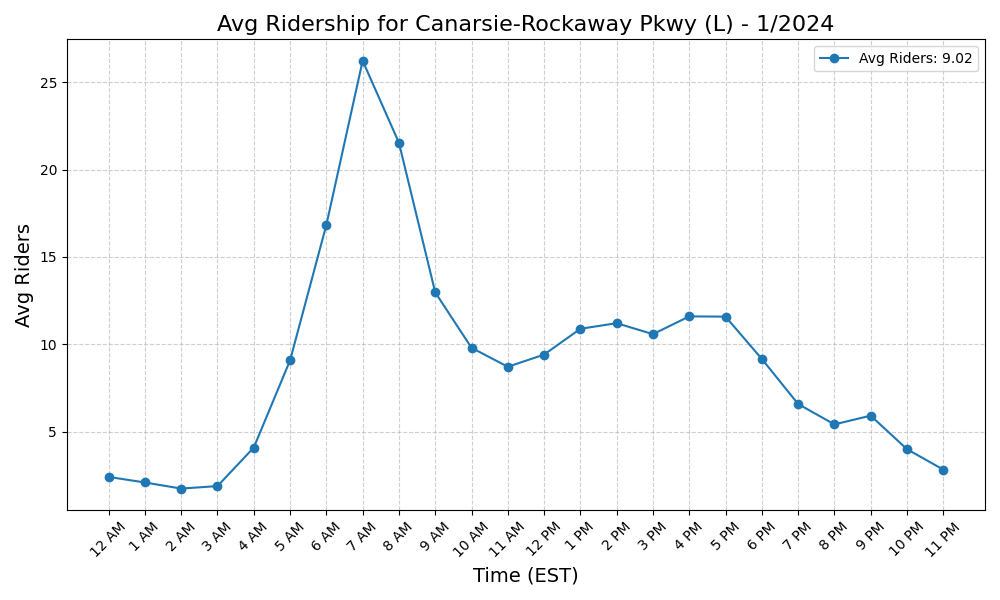 Avg Ridership for Canarsie-Rockaway Pkwy (L) - 1/2024
Avg Riders: 9.02
Avg Riders
25
20
15
10
5
12 AM
1 AM
2 AM
3 AM
4 AM
5 AM
6 AM
7 AM
8 AM
9 AM
10 AM
11 AM
12 PM
1 PM
2 PM
3 PM
4 PM
5 PM
6 PM
7 PM
8 PM
9 PM
10 PM
11 PM
Time (EST)